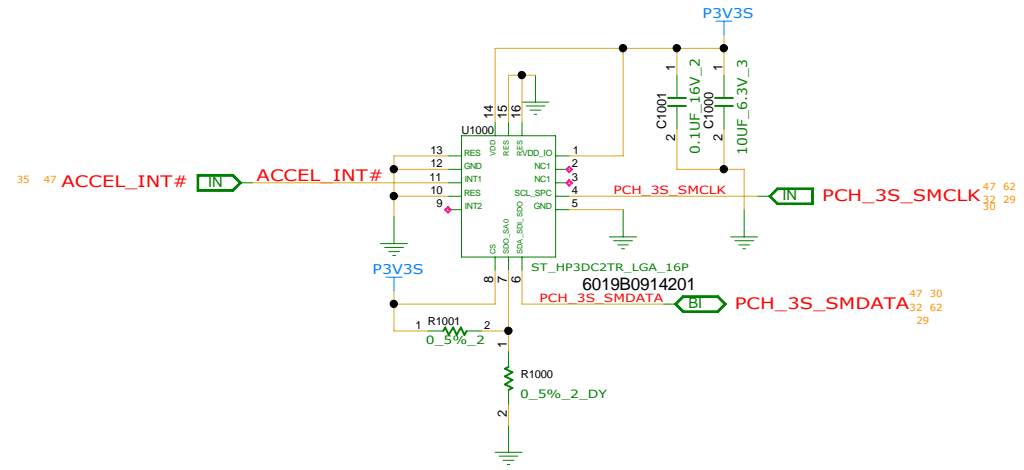 P3V3S
14
15
16
1
1
C1001
0.1UF_16V_2
C1000
10UF_6.3V_3
2
2
U1000
VDD
RES
RES
13
RES
VDD_IO
1
12
GND
NC1
2
35 47
ACCEL_INT#
IN
ACCEL_INT#
11
INT1
NC1
3
10
RES
SCL_SPC
4
PCH_3S_SMCLK
IN
PCH_3S_SMCLK
47 62
32 29
30
9
INT2
GND
5
CS
SDO_SA0
SDA_SDI_SDO
8
7
6
ST_HP3DC2TR_LGA_16P
6019B0914201
P3V3S
PCH_3S_SMDATA
BI
PCH_3S_SMDATA
47 30
32 62
29
R1001
1
2
0_5%_2
1
R1000
0_5%_2_DY
2